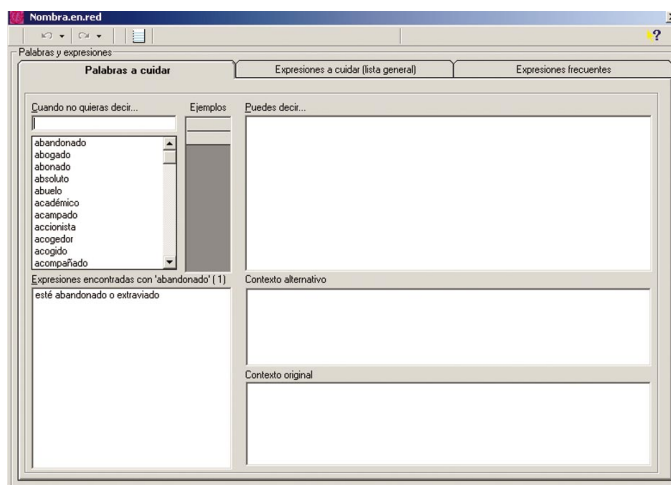 Nombra.en.red
Palabras y expresiones
Palabras a cuidar
Expresiones a cuidar (lista general)
Expresiones frecuentes
Cuando no quieras decir...
Ejemplos
Puedes decir...
abandonado
abogado
abonado
absoluto
abuelo
académico
acampado
accionista
acogedor
acogido
acompañado
Expresiones encontradas con 'abandonado' ( 1)
Contexto alternativo
esté abandonado o extraviado
Contexto original